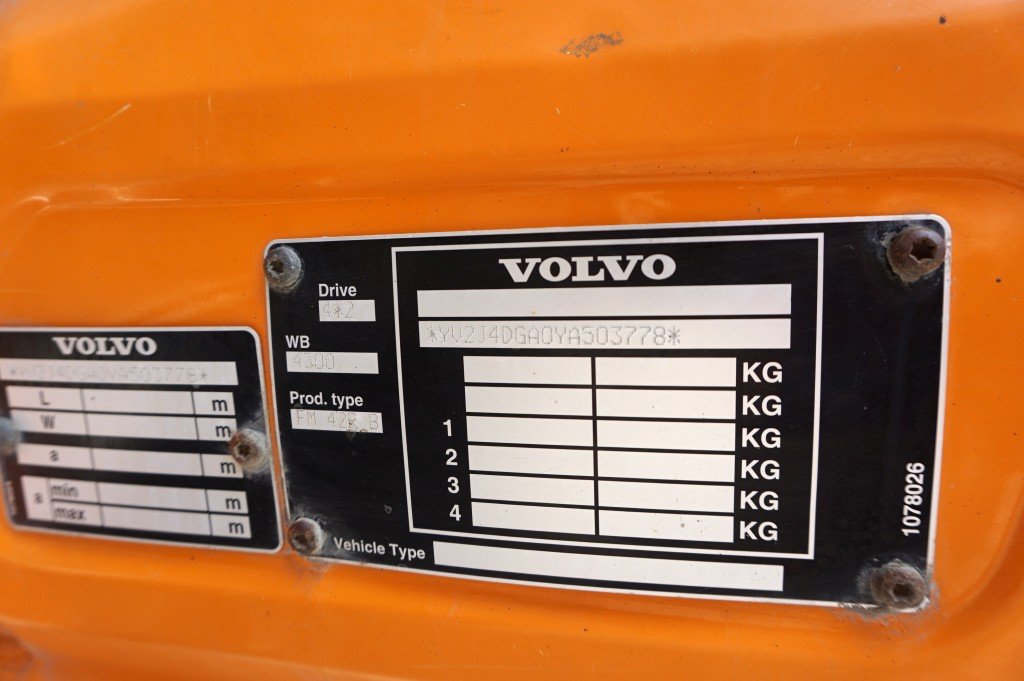 VOLVO
*YV2J4DGA0YA503778*
L m
W m
a m
a min m
max m
VOLVO
Drive
4*2
*YV2J4DGA0YA503778*
WB
4300
KG
KG
Prod. type
FM 42R B
1 KG
2 KG
3 KG
4 KG
Vehicle Type
1078026